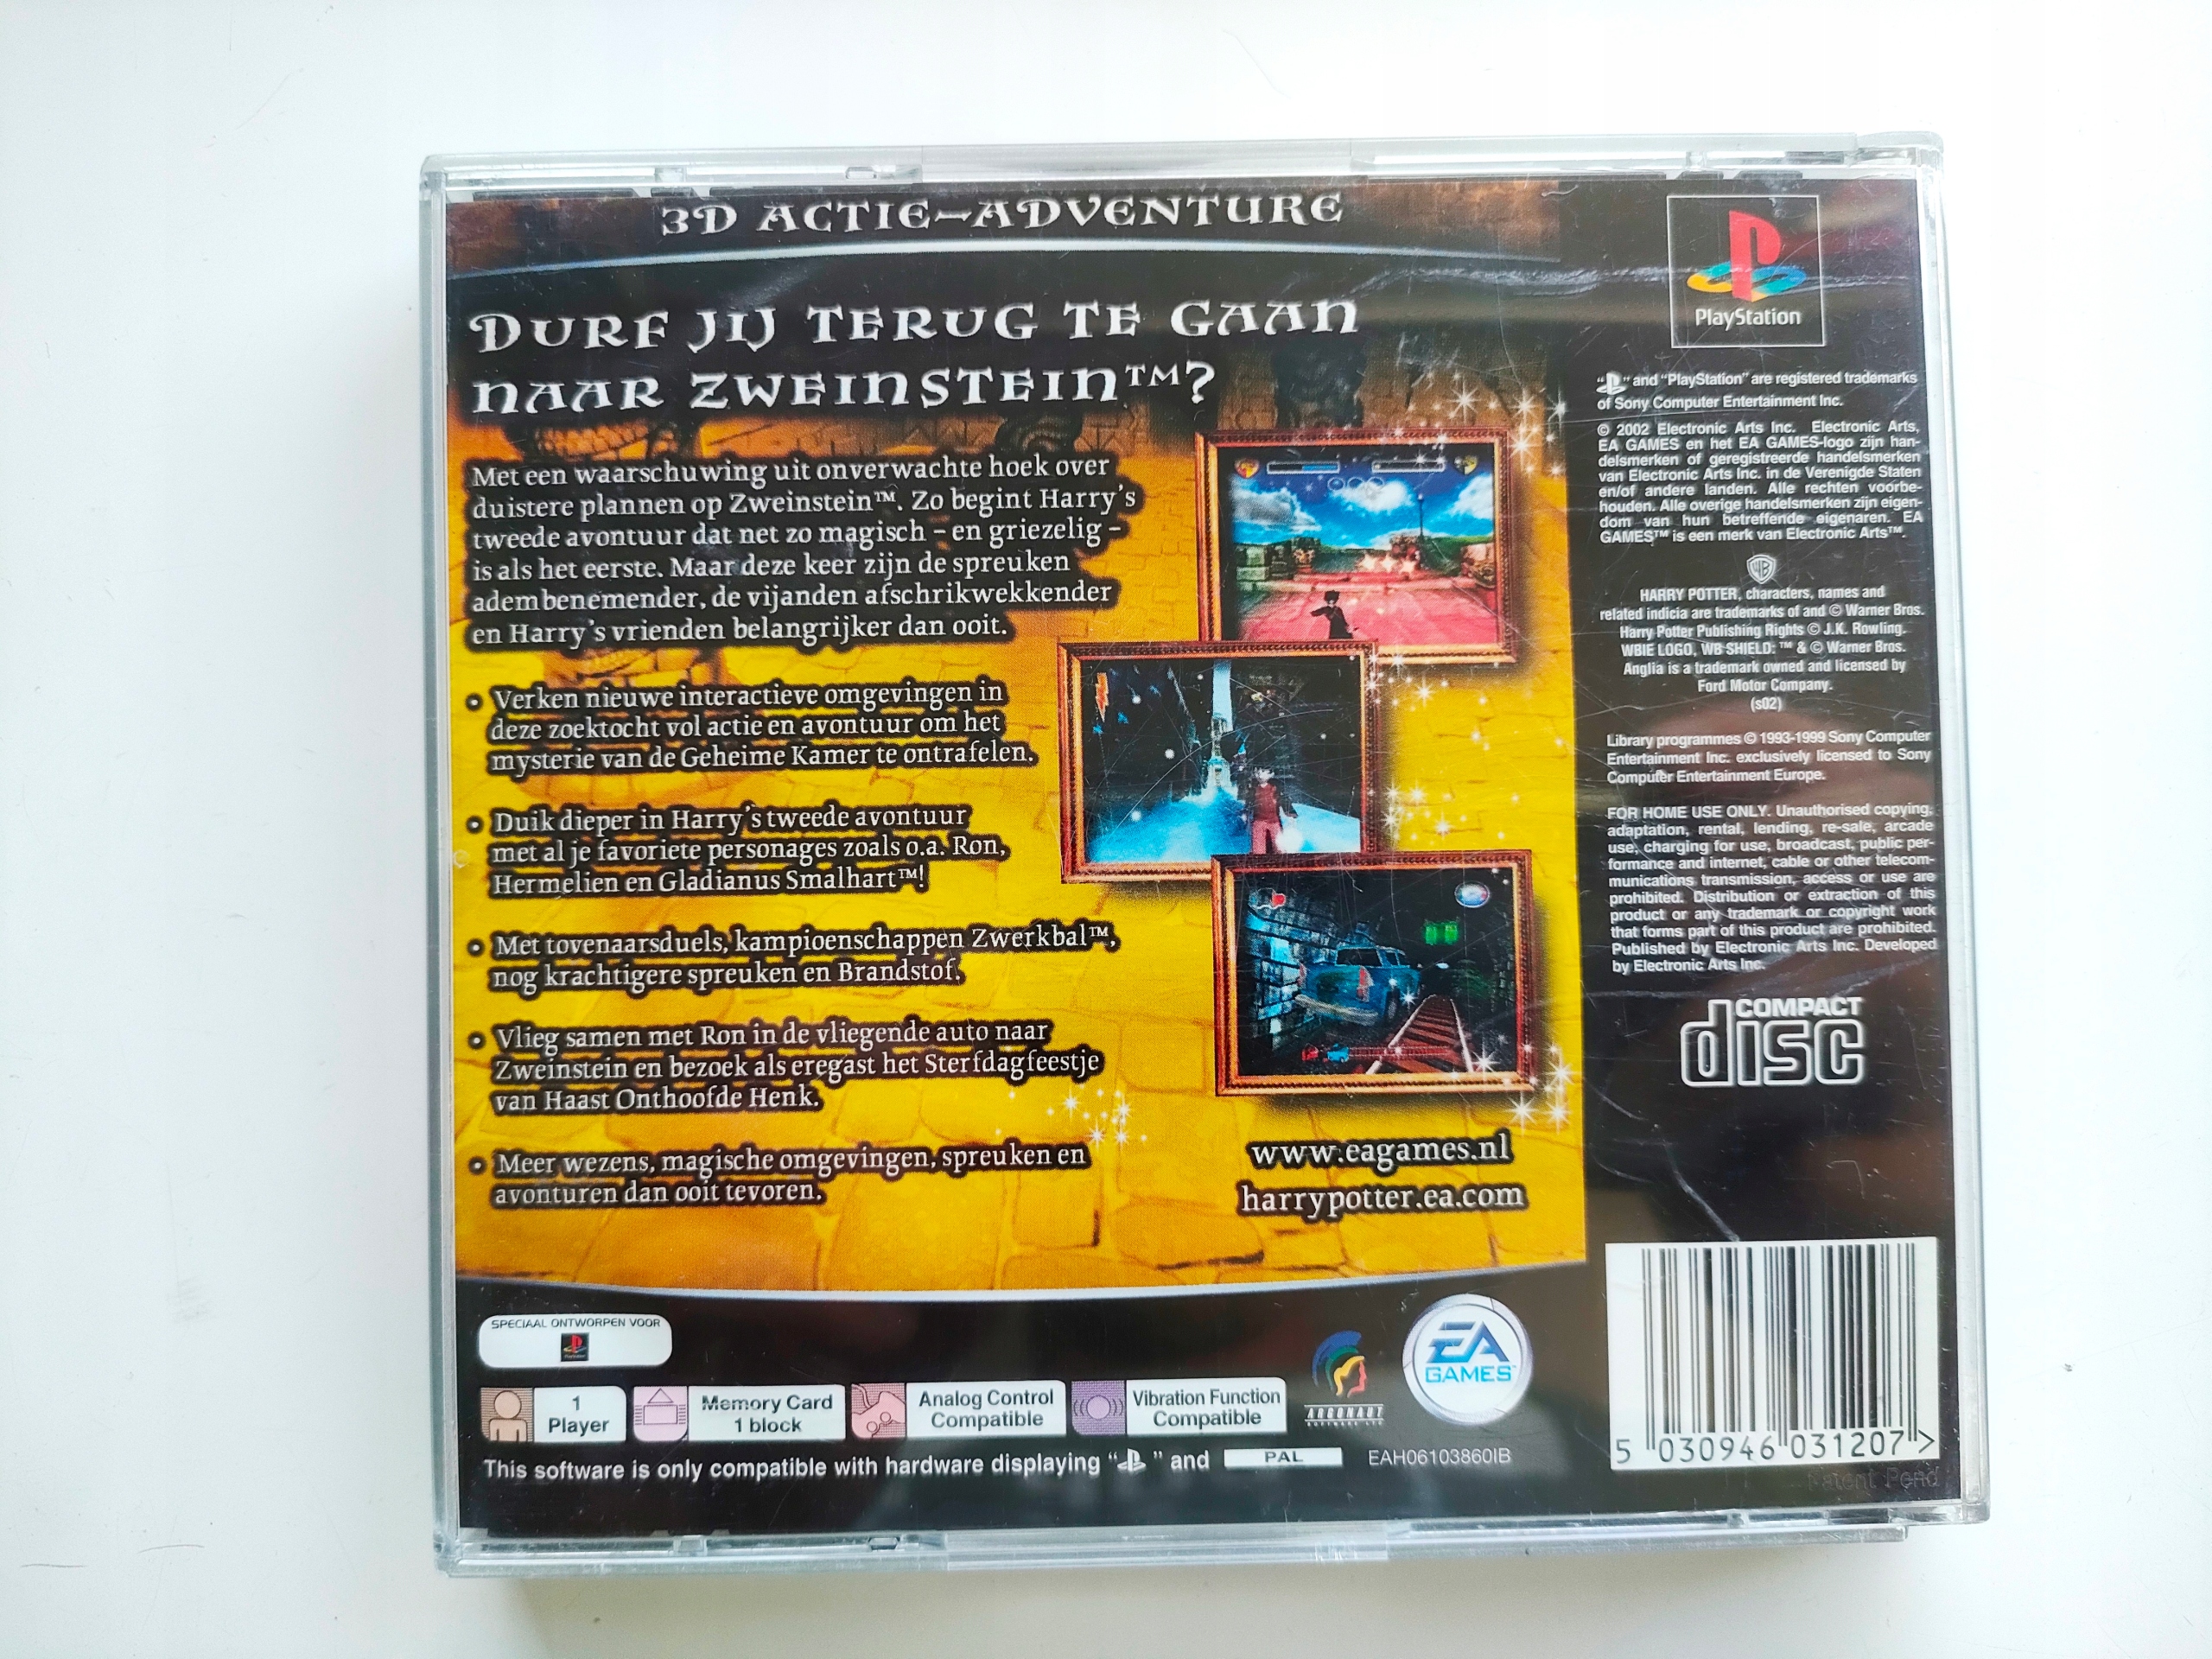 3D ACTIE-ADVENTURE
DURF JIJ TERUG TE GAAN
NAAR ZWEINSTEIN™?
Met een waarschuwing uit onverwachte hoek over
duistere plannen op Zweinstein™. Zo begint Harry's
tweede avontuur dat net zo magisch – en griezelig –
is als het eerste. Maar deze keer zijn de spreuken
adembenemender, de vijanden afschrikwekkender
en Harry's vrienden belangrijker dan ooit.
• Verken nieuwe interactieve omgevingen in
deze zoektocht vol actie en avontuur om het
mysterie van de Geheime Kamer te ontrafelen.
• Duik dieper in Harry's tweede avontuur
met al je favoriete personages zoals o.a. Ron,
Hermelien en Gladianus Smalhart™!
• Met tovenaarsduels, kampioenschappen Zwerkbal™,
nog krachtigere spreuken en Brandstof.
• Vlieg samen met Ron in de vliegende auto naar
Zweinstein en bezoek als eregast het Sterfdagfeestje
van Haast Onthoofde Henk.
• Meer wezens, magische omgevingen, spreuken en
avonturen dan ooit tevoren.
www.eagames.nl
harrypotter.ea.com
PlayStation
" " and "PlayStation" are registered trademarks
of Sony Computer Entertainment Inc.
© 2002 Electronic Arts Inc. Electronic Arts,
EA GAMES en het EA GAMES-logo zijn han-
delsmerken of geregistreerde handelsmerken
van Electronic Arts Inc. in de Verenigde Staten
en/of andere landen. Alle rechten voorbe-
houden. Alle overige handelsmerken zijn eigen-
dom van hun betreffende eigenaren. EA
GAMES™ is een merk van Electronic Arts™.
WB
HARRY POTTER, characters, names and
related indicia are trademarks of and © Warner Bros.
Harry Potter Publishing Rights © J.K. Rowling.
WBIE LOGO, WB SHIELD: ™ & © Warner Bros.
Anglia is a trademark owned and licensed by
Ford Motor Company.
(s02)
Library programmes © 1993-1999 Sony Computer
Entertainment Inc. exclusively licensed to Sony
Computer Entertainment Europe.
FOR HOME USE ONLY. Unauthorised copying,
adaptation, rental, lending, re-sale, arcade
use, charging for use, broadcast, public per-
formance and internet, cable or other telecom-
munications transmission, access or use are
prohibited. Distribution or extraction of this
product or any trademark or copyright work
that forms part of this product are prohibited.
Published by Electronic Arts Inc. Developed
by Electronic Arts Inc.
COMPACT
disc
SPECIAAL ONTWORPEN VOOR
PlayStation
1
Player
Memory Card
1 block
Analog Control
Compatible
Vibration Function
Compatible
ARGONAUT
SOFTWARE LTD
EA
GAMES™
This software is only compatible with hardware displaying " " and PAL
EAH06103860IB
5 030946 031207 >
Patent Pend